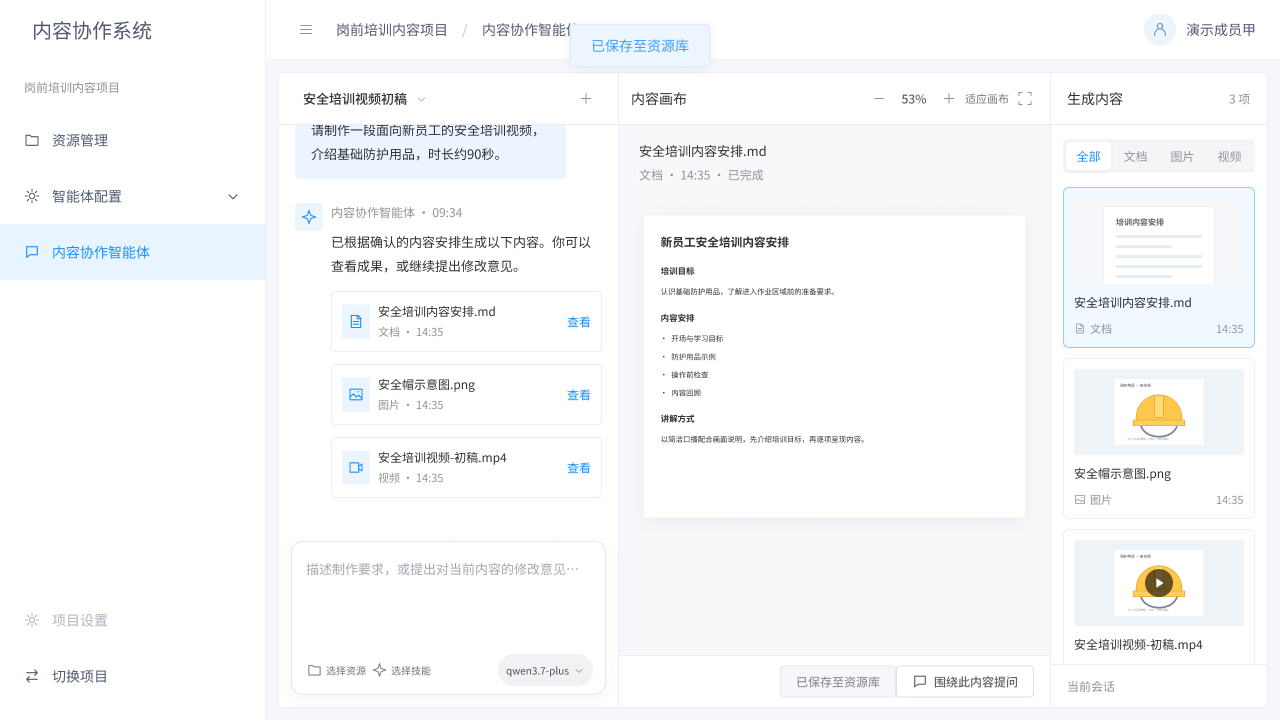 内容协作系统
岗前培训内容项目
资源管理
智能体配置
内容协作智能体
项目设置
切换项目
岗前培训内容项目 / 内容协作智能
已保存至资源库
演示成员甲
安全培训视频初稿
请制作一段面向新员工的安全培训视频，
介绍基础防护用品，时长约90秒。
内容协作智能体 • 09:34
已根据确认的内容安排生成以下内容。你可以
查看成果，或继续提出修改意见。
安全培训内容安排.md
文档 • 14:35
查看
安全帽示意图.png
图片 • 14:35
查看
安全培训视频-初稿.mp4
视频 • 14:35
查看
描述制作要求，或提出对当前内容的修改意见…
选择资源 选择技能 qwen3.7-plus
内容画布
53%
适应画布
安全培训内容安排.md
文档 • 14:35 • 已完成
新员工安全培训内容安排
培训目标
认识基础防护用品，了解进入作业区域前的准备要求。
内容安排
• 开场与学习目标
• 防护用品示例
• 操作前检查
• 内容回顾
讲解方式
以简洁口播配合画面说明，先介绍培训目标，再逐项呈现内容。
已保存至资源库
围绕此内容提问
生成内容
3 项
全部 文档 图片 视频
培训内容安排
安全培训内容安排.md
文档 14:35
安全帽示意图.png
图片 14:35
安全培训视频-初稿.mp4
当前会话